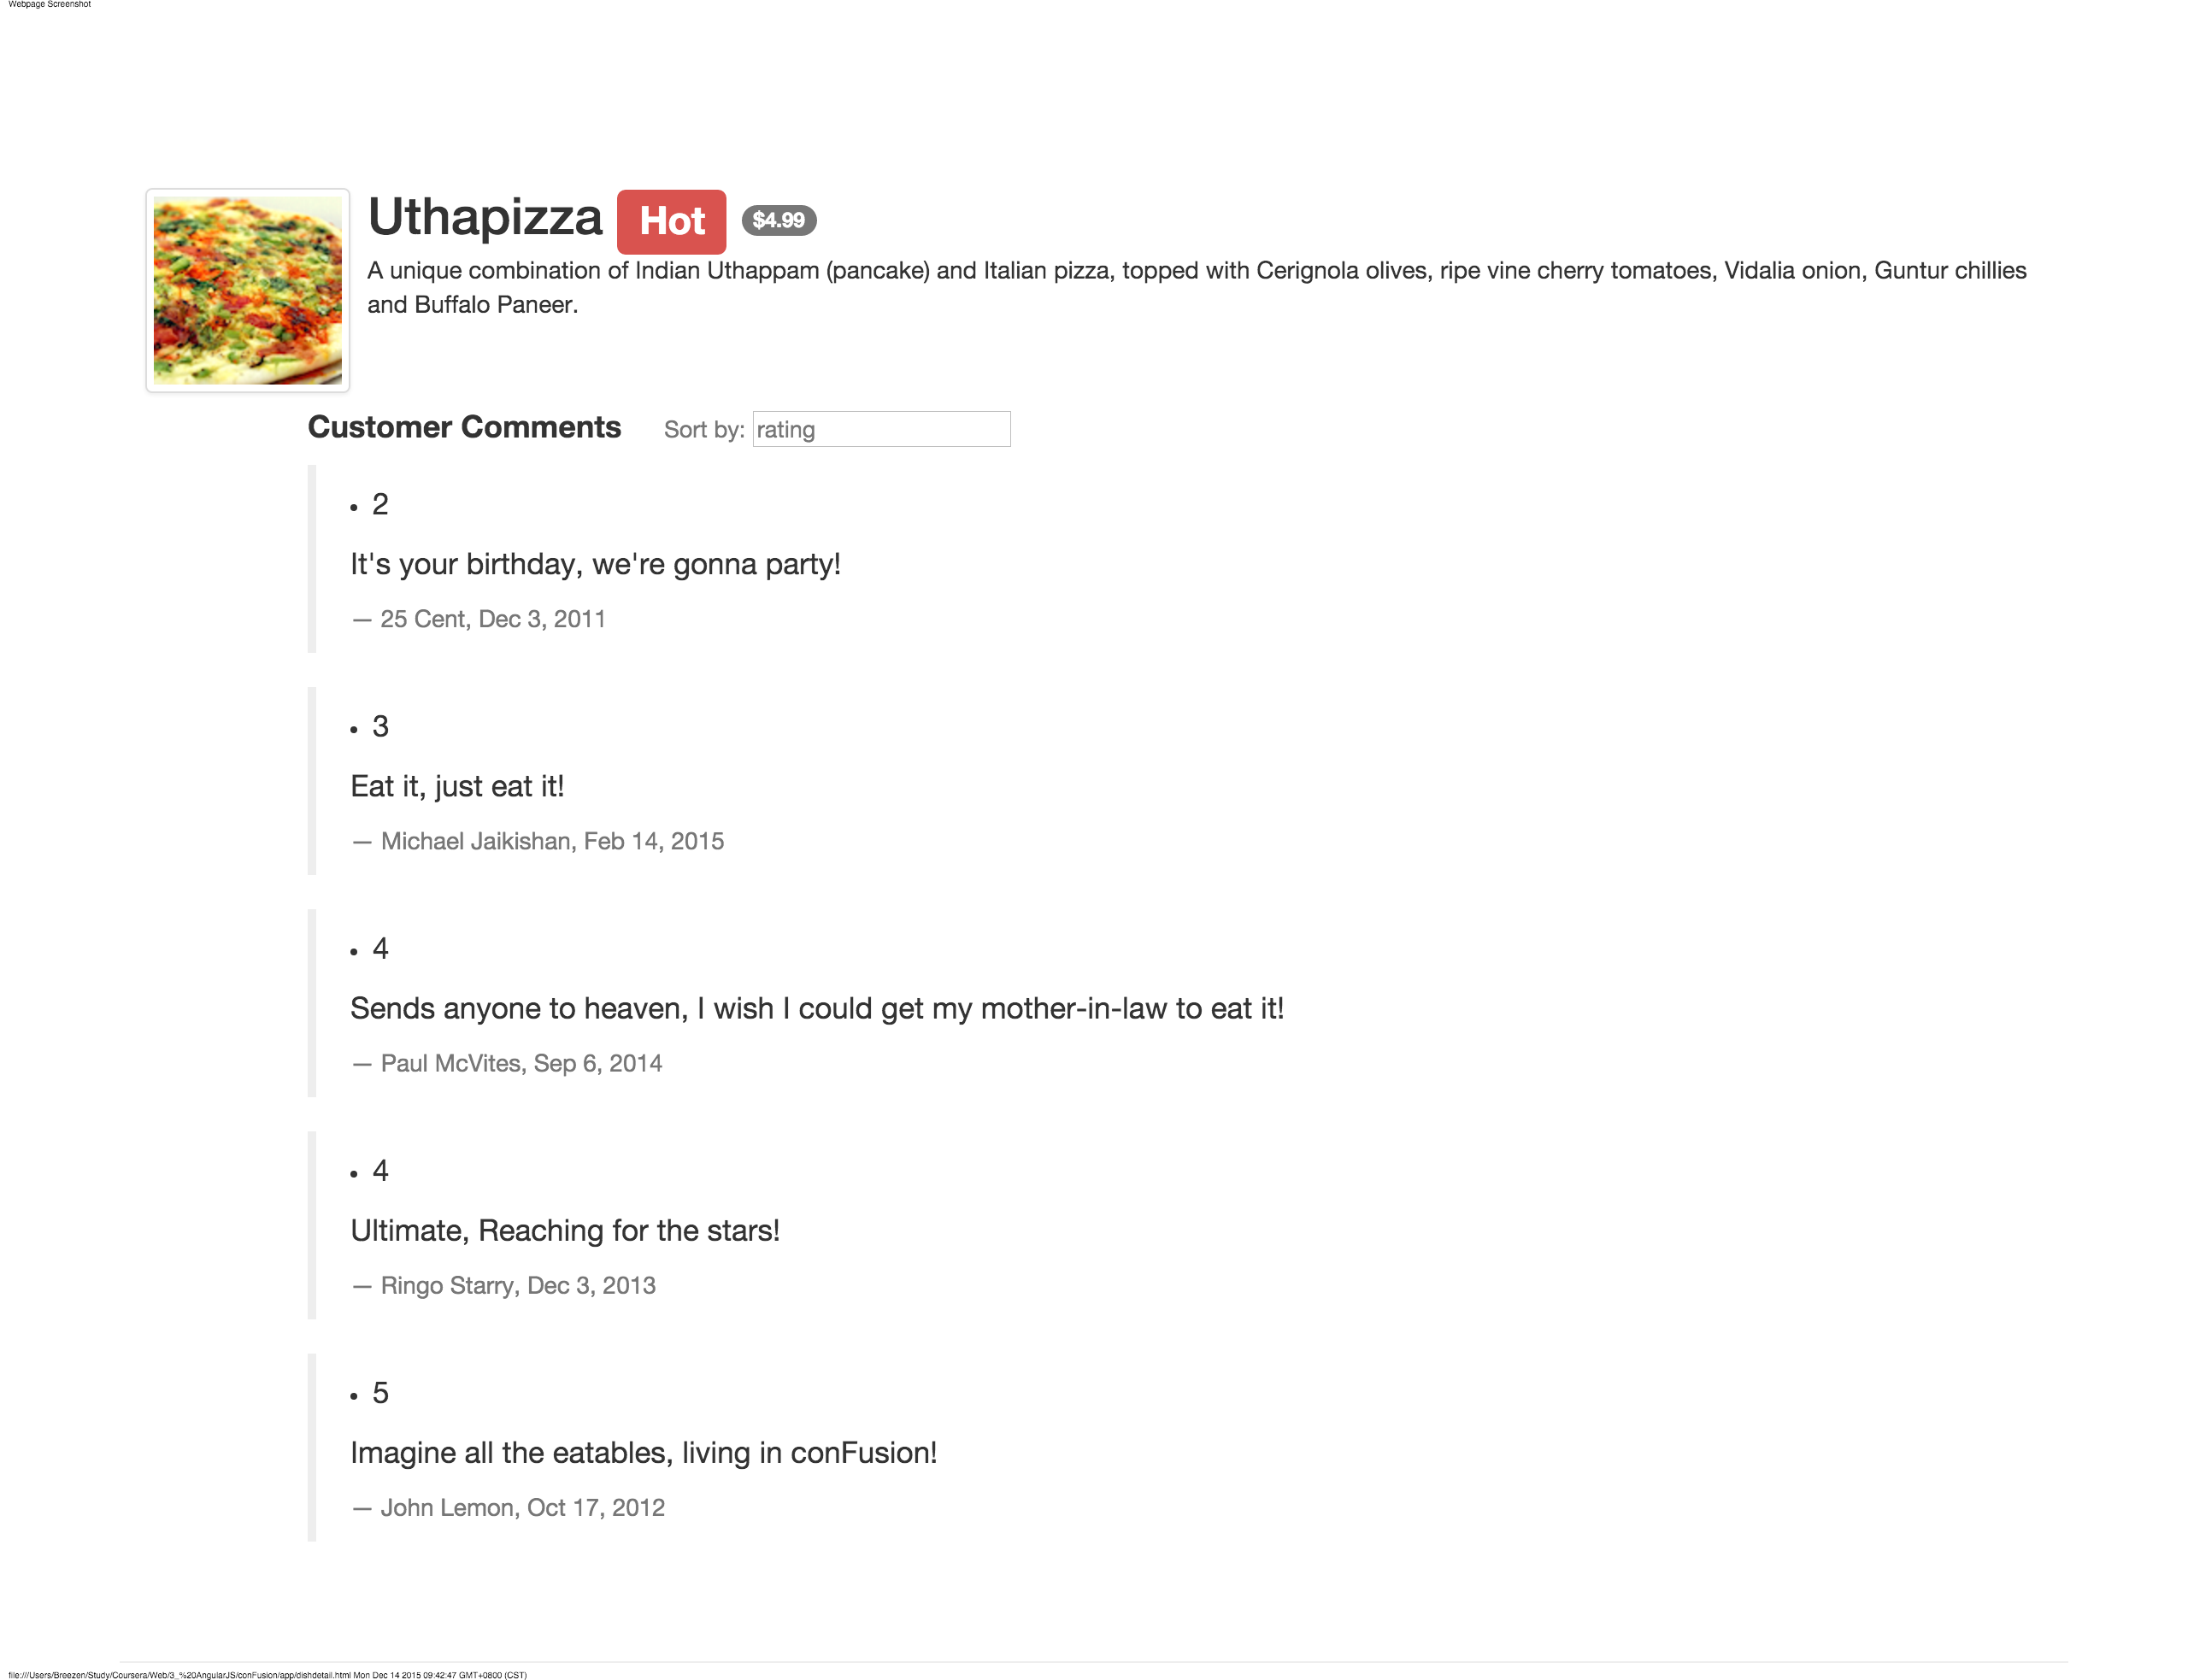 Webpage Screenshot
Uthapizza Hot $4.99
A unique combination of Indian Uthappam (pancake) and Italian pizza, topped with Cerignola olives, ripe vine cherry tomatoes, Vidalia onion, Guntur chillies
and Buffalo Paneer.
Customer Comments Sort by: rating
• 2
It's your birthday, we're gonna party!
— 25 Cent, Dec 3, 2011
• 3
Eat it, just eat it!
— Michael Jaikishan, Feb 14, 2015
• 4
Sends anyone to heaven, I wish I could get my mother-in-law to eat it!
— Paul McVites, Sep 6, 2014
• 4
Ultimate, Reaching for the stars!
— Ringo Starry, Dec 3, 2013
• 5
Imagine all the eatables, living in conFusion!
— John Lemon, Oct 17, 2012
file:///Users/Breezen/Study/Coursera/Web/3_%20AngularJS/conFusion/app/dishdetail.html Mon Dec 14 2015 09:42:47 GMT+0800 (CST)